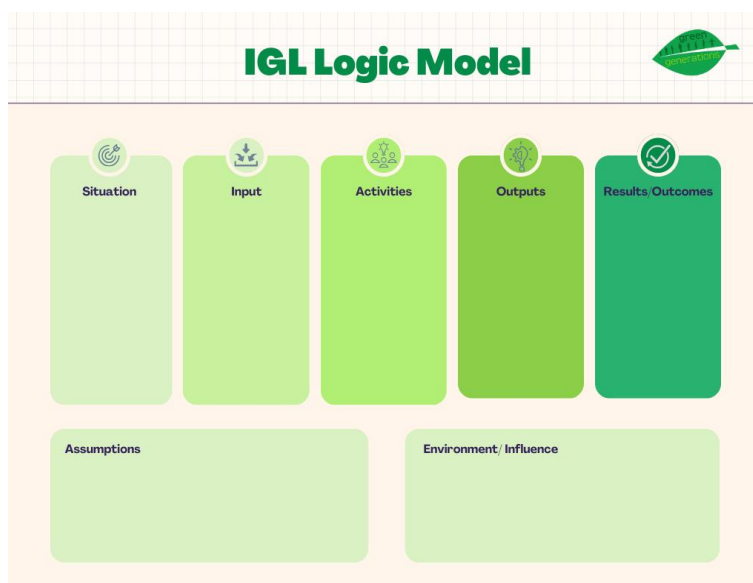 IGL Logic Model
green
generations
Situation
Input
Activities
Outputs
Results/Outcomes
Assumptions
Environment/ Influence